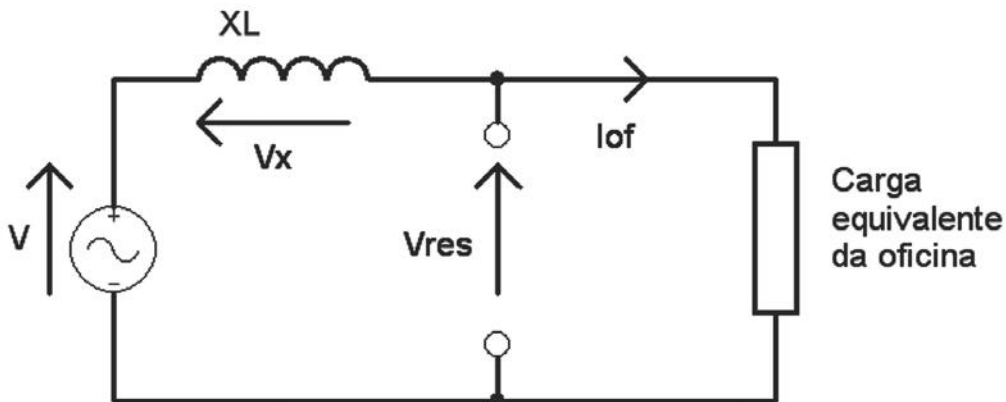 XL
Vx
Iof
V
Vres
Carga
equivalente
da oficina